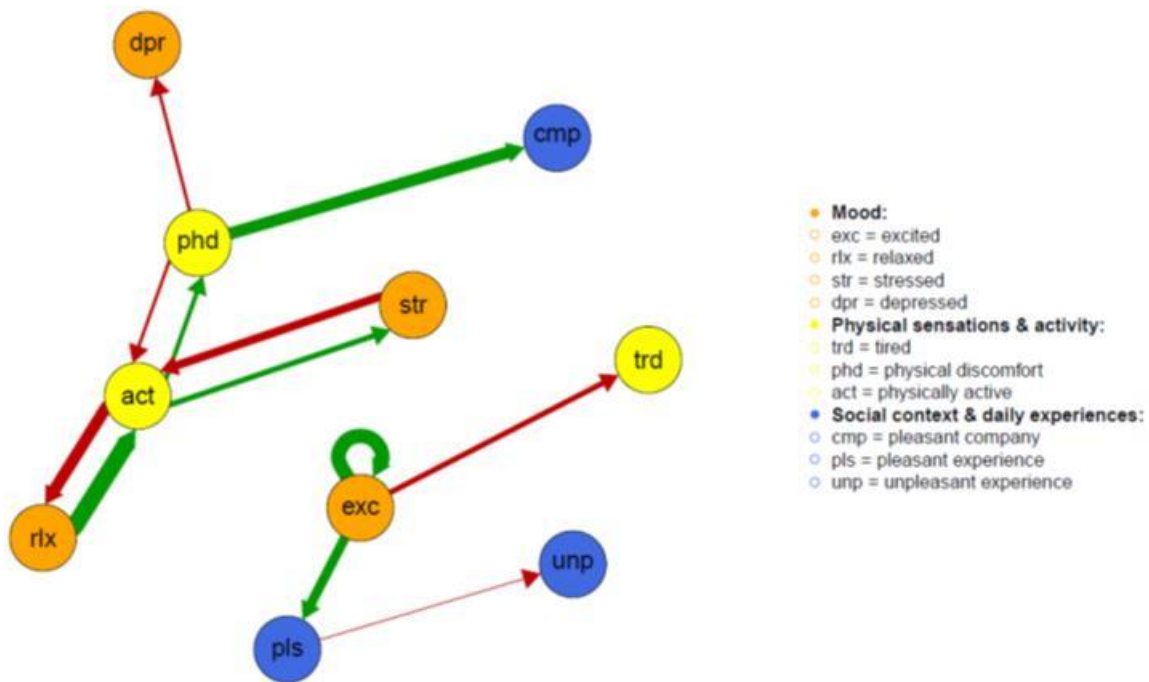 dpr
cmp
phd
str
trd
act
exc
rlx
unp
pls
Mood:
exc = excited
rlx = relaxed
str = stressed
dpr = depressed
Physical sensations & activity:
trd = tired
phd = physical discomfort
act = physically active
Social context & daily experiences:
cmp = pleasant company
pls = pleasant experience
unp = unpleasant experience